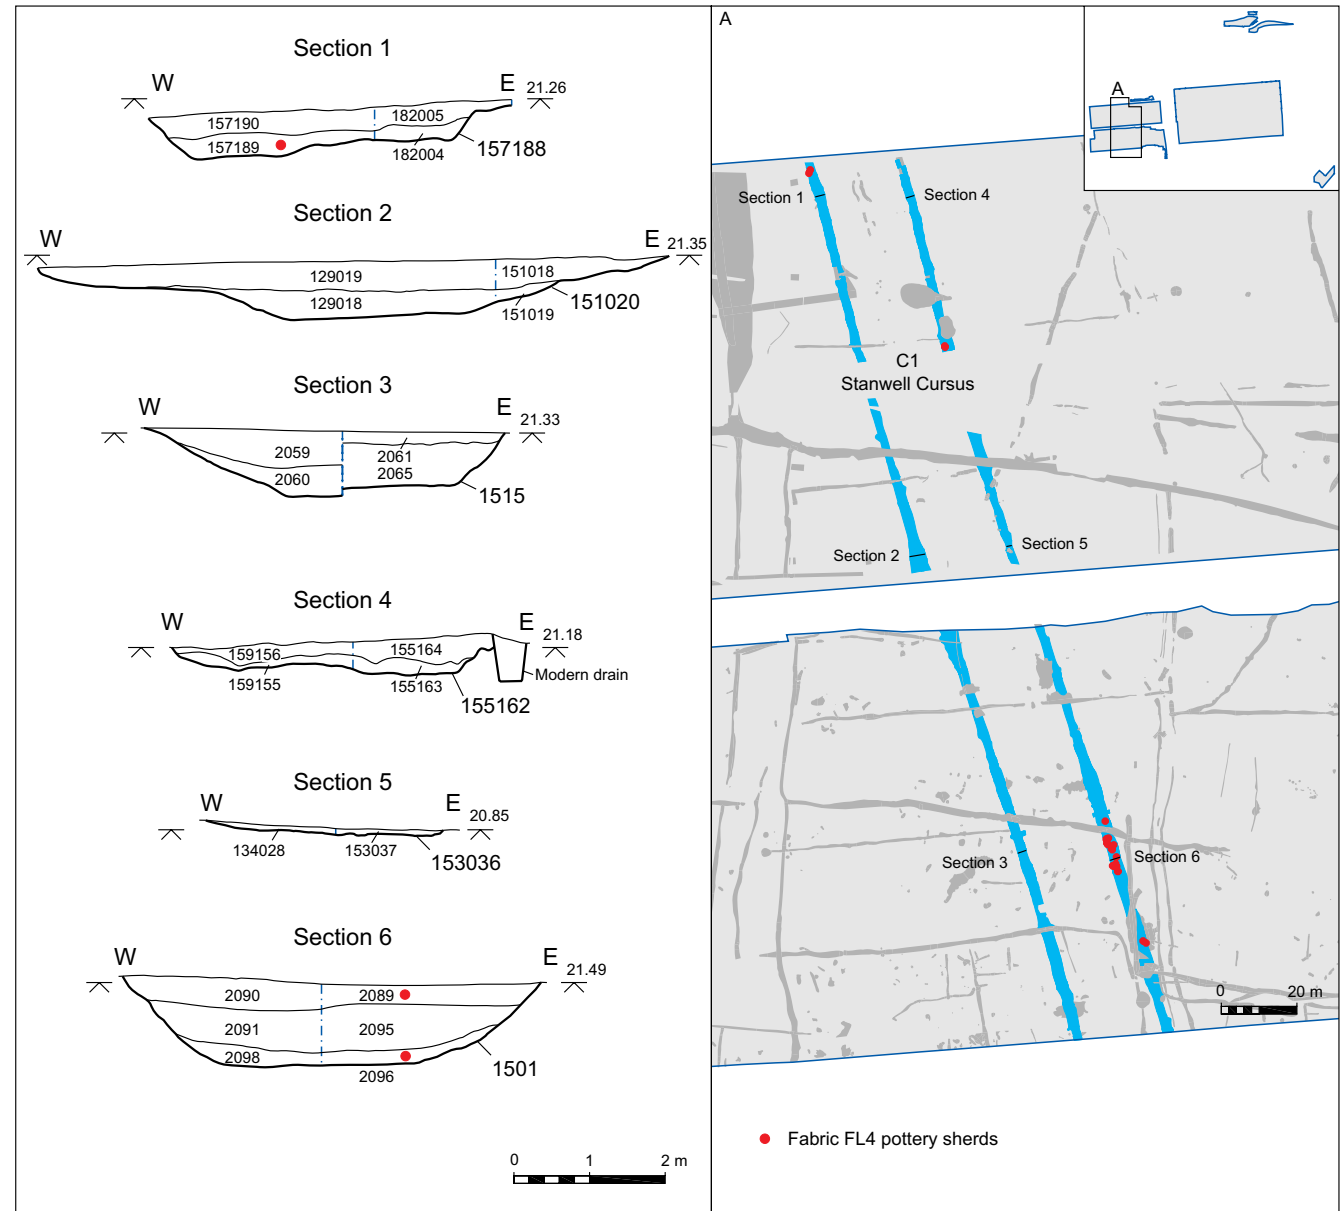 Section 1
W
E
21.26
157190
182005
157189
182004
157188
Section 2
W
E
21.35
129019
151018
129018
151019
151020
Section 3
W
E
21.33
2059
2061
2060
2065
1515
Section 4
W
E
21.18
159156
155164
159155
155163
Modern drain
155162
Section 5
W
E
20.85
134028
153037
153036
Section 6
W
E
21.49
2090
2089
2091
2095
2098
2096
1501
0 1 2 m
A
A
Section 1
Section 4
C1
Stanwell Cursus
Section 2
Section 5
Section 3
Section 6
0 20 m
Fabric FL4 pottery sherds